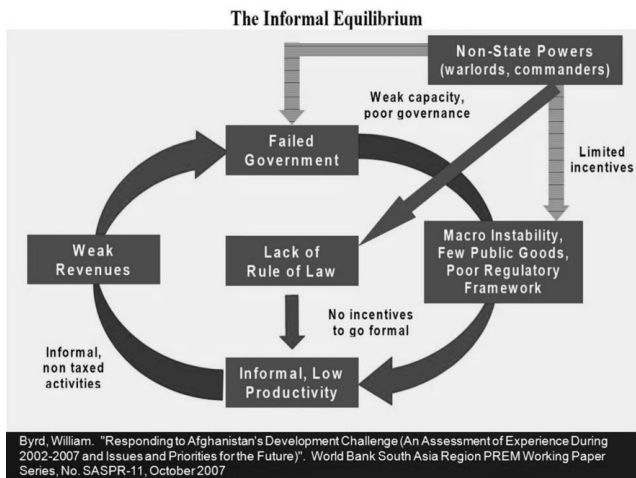 The Informal Equilibrium
Non-State Powers
(warlords, commanders)
Weak capacity,
poor governance
Failed
Government
Limited
incentives
Weak
Revenues
Lack of
Rule of Law
Macro Instability,
Few Public Goods,
Poor Regulatory
Framework
No incentives
to go formal
Informal,
non taxed
activities
Informal, Low
Productivity
Byrd, William. "Responding to Afghanistan's Development Challenge (An Assessment of Experience During
2002-2007 and Issues and Priorities for the Future)". World Bank South Asia Region PREM Working Paper
Series, No. SASPR-11, October 2007